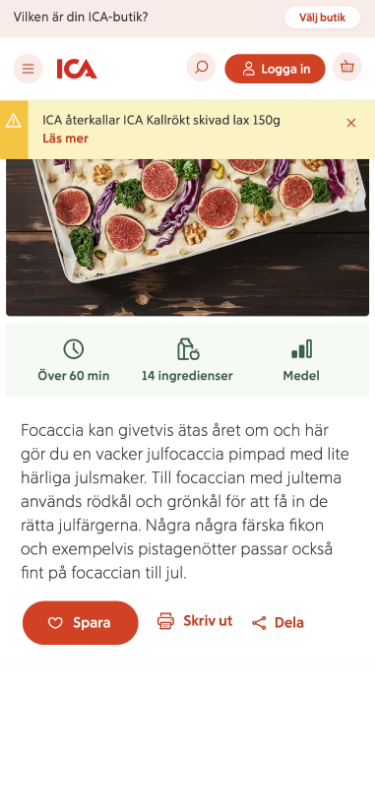 Vilken är din ICA-butik?
Välj butik
ICA
Logga in
ICA återkallar ICA Kallrökt skivad lax 150g
Läs mer
Över 60 min
14 ingredienser
Medel
Focaccia kan givetvis ätas året om och här
gör du en vacker julfocaccia pimpad med lite
härliga julsmaker. Till focaccian med jultema
används rödkål och grönkål för att få in de
rätta julfärgerna. Några några färska fikon
och exempelvis pistagenötter passar också
fint på focaccian till jul.
Spara
Skriv ut
Dela